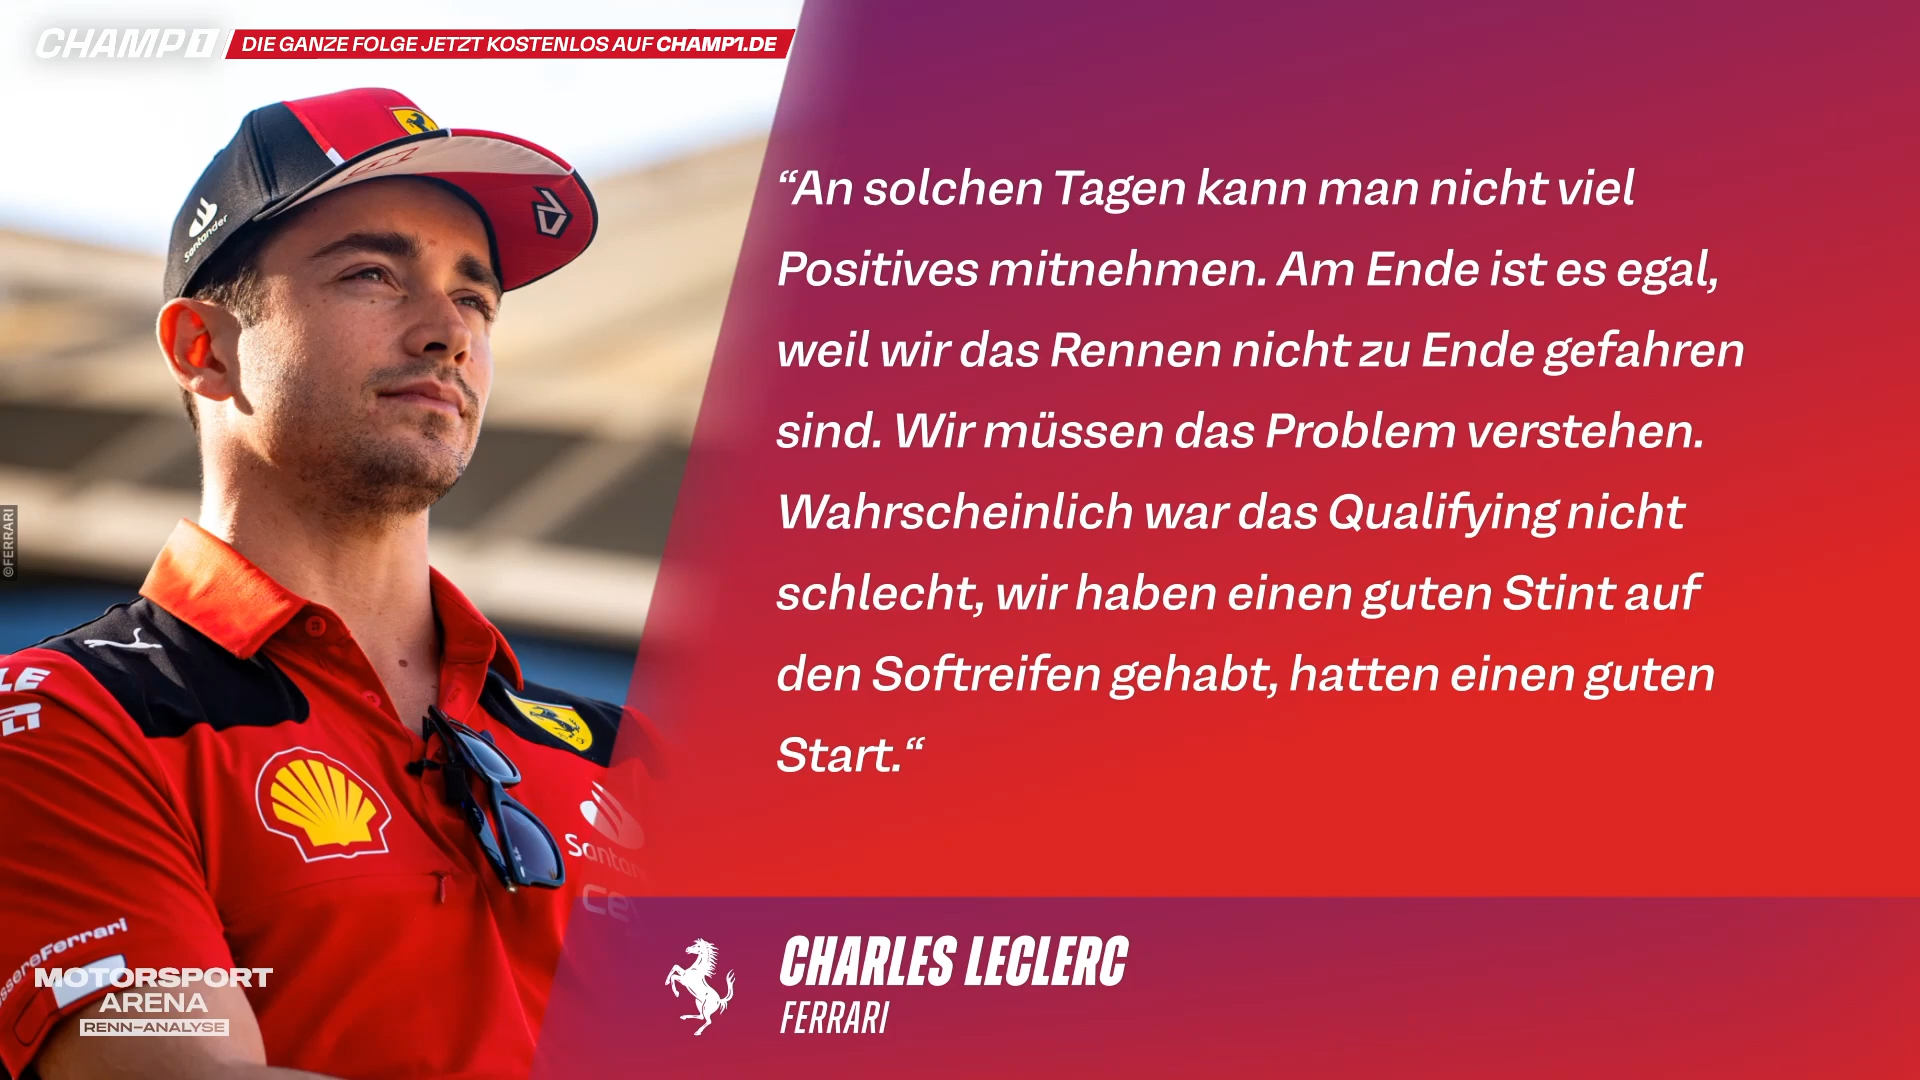 CHAMP1
DIE GANZE FOLGE JETZT KOSTENLOS AUF CHAMP1.DE
“An solchen Tagen kann man nicht viel
Positives mitnehmen. Am Ende ist es egal,
weil wir das Rennen nicht zu Ende gefahren
sind. Wir müssen das Problem verstehen.
Wahrscheinlich war das Qualifying nicht
schlecht, wir haben einen guten Stint auf
den Softreifen gehabt, hatten einen guten
Start.“
CHARLES LECLERC
FERRARI
©FERRARI
Santander
MOTORSPORT
ARENA
RENN-ANALYSE